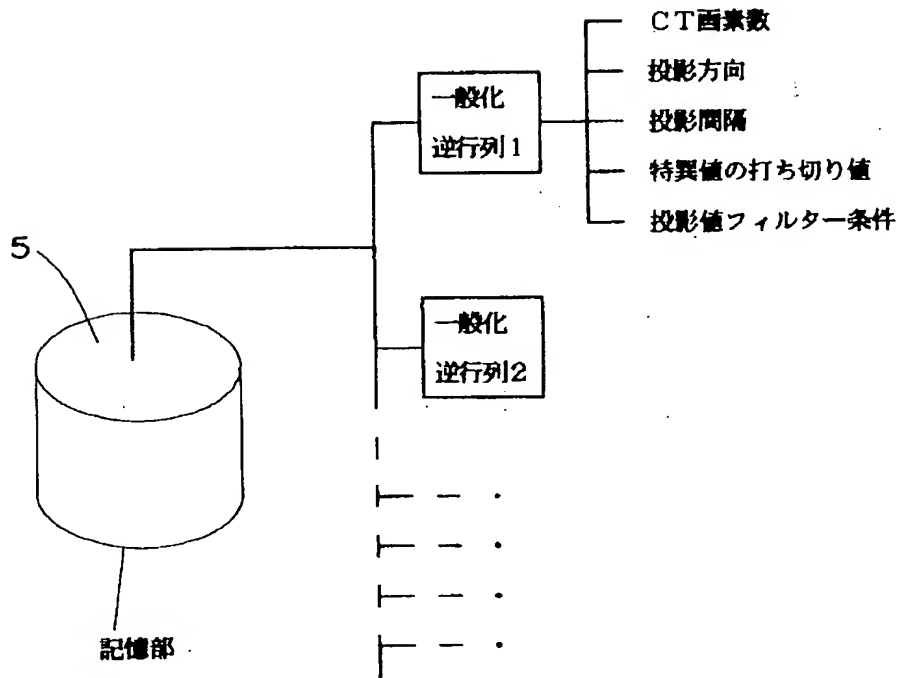 CT画素数
投影方向
投影間隔
特異値の打ち切り値
投影値フィルター条件
一般化
逆行列1
5
一般化
逆行列2
記憶部